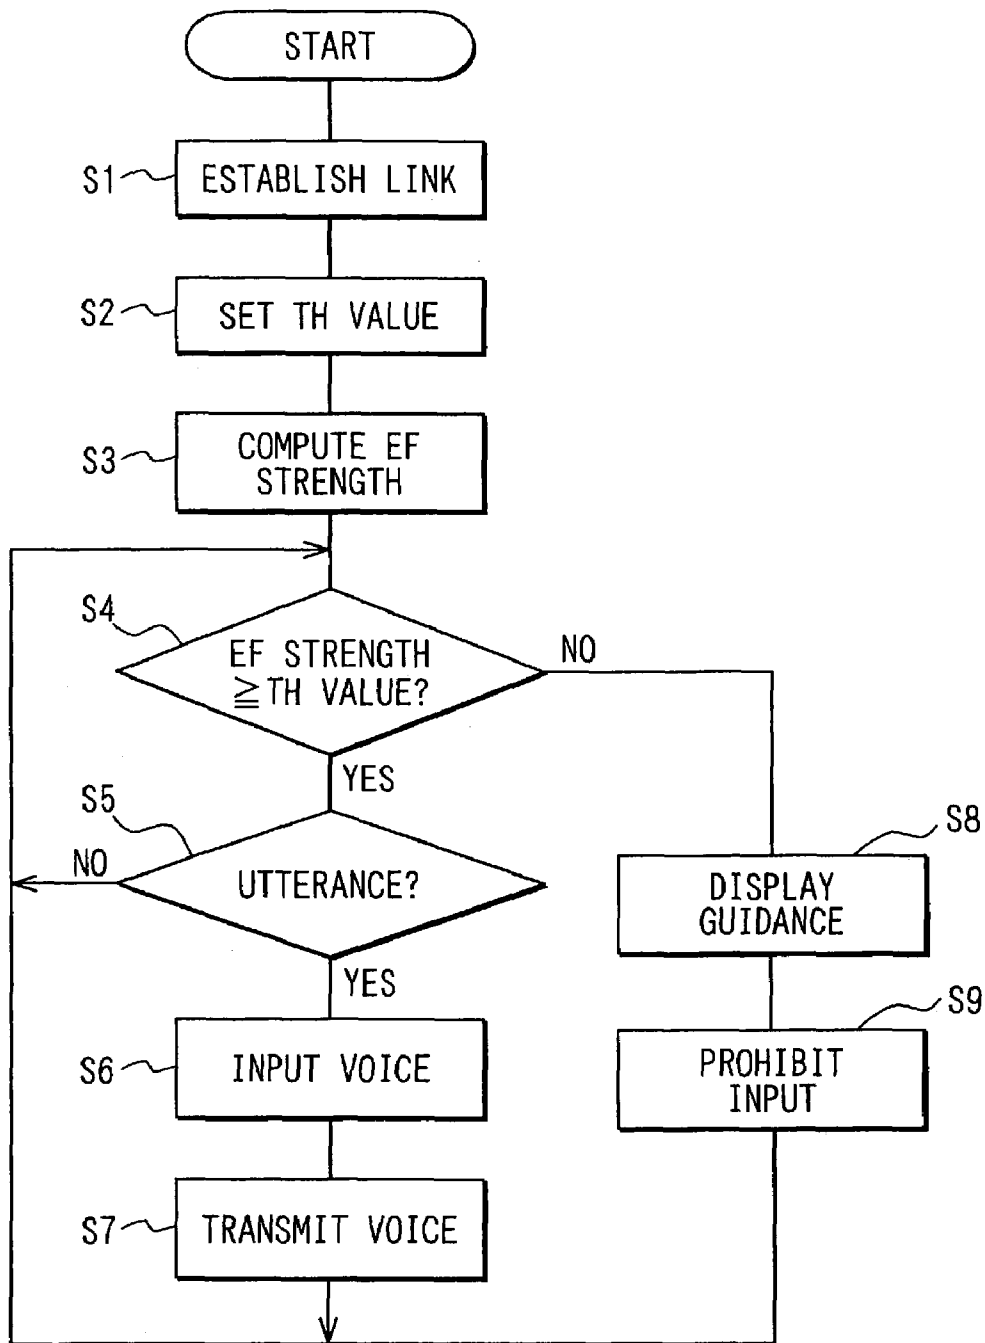 START
S1
ESTABLISH LINK
S2
SET TH VALUE
S3
COMPUTE EF
STRENGTH
S4
EF STRENGTH
≧TH VALUE?
NO
YES
S5
NO
UTTERANCE?
YES
S8
DISPLAY
GUIDANCE
S6
INPUT VOICE
S9
PROHIBIT
INPUT
S7
TRANSMIT VOICE